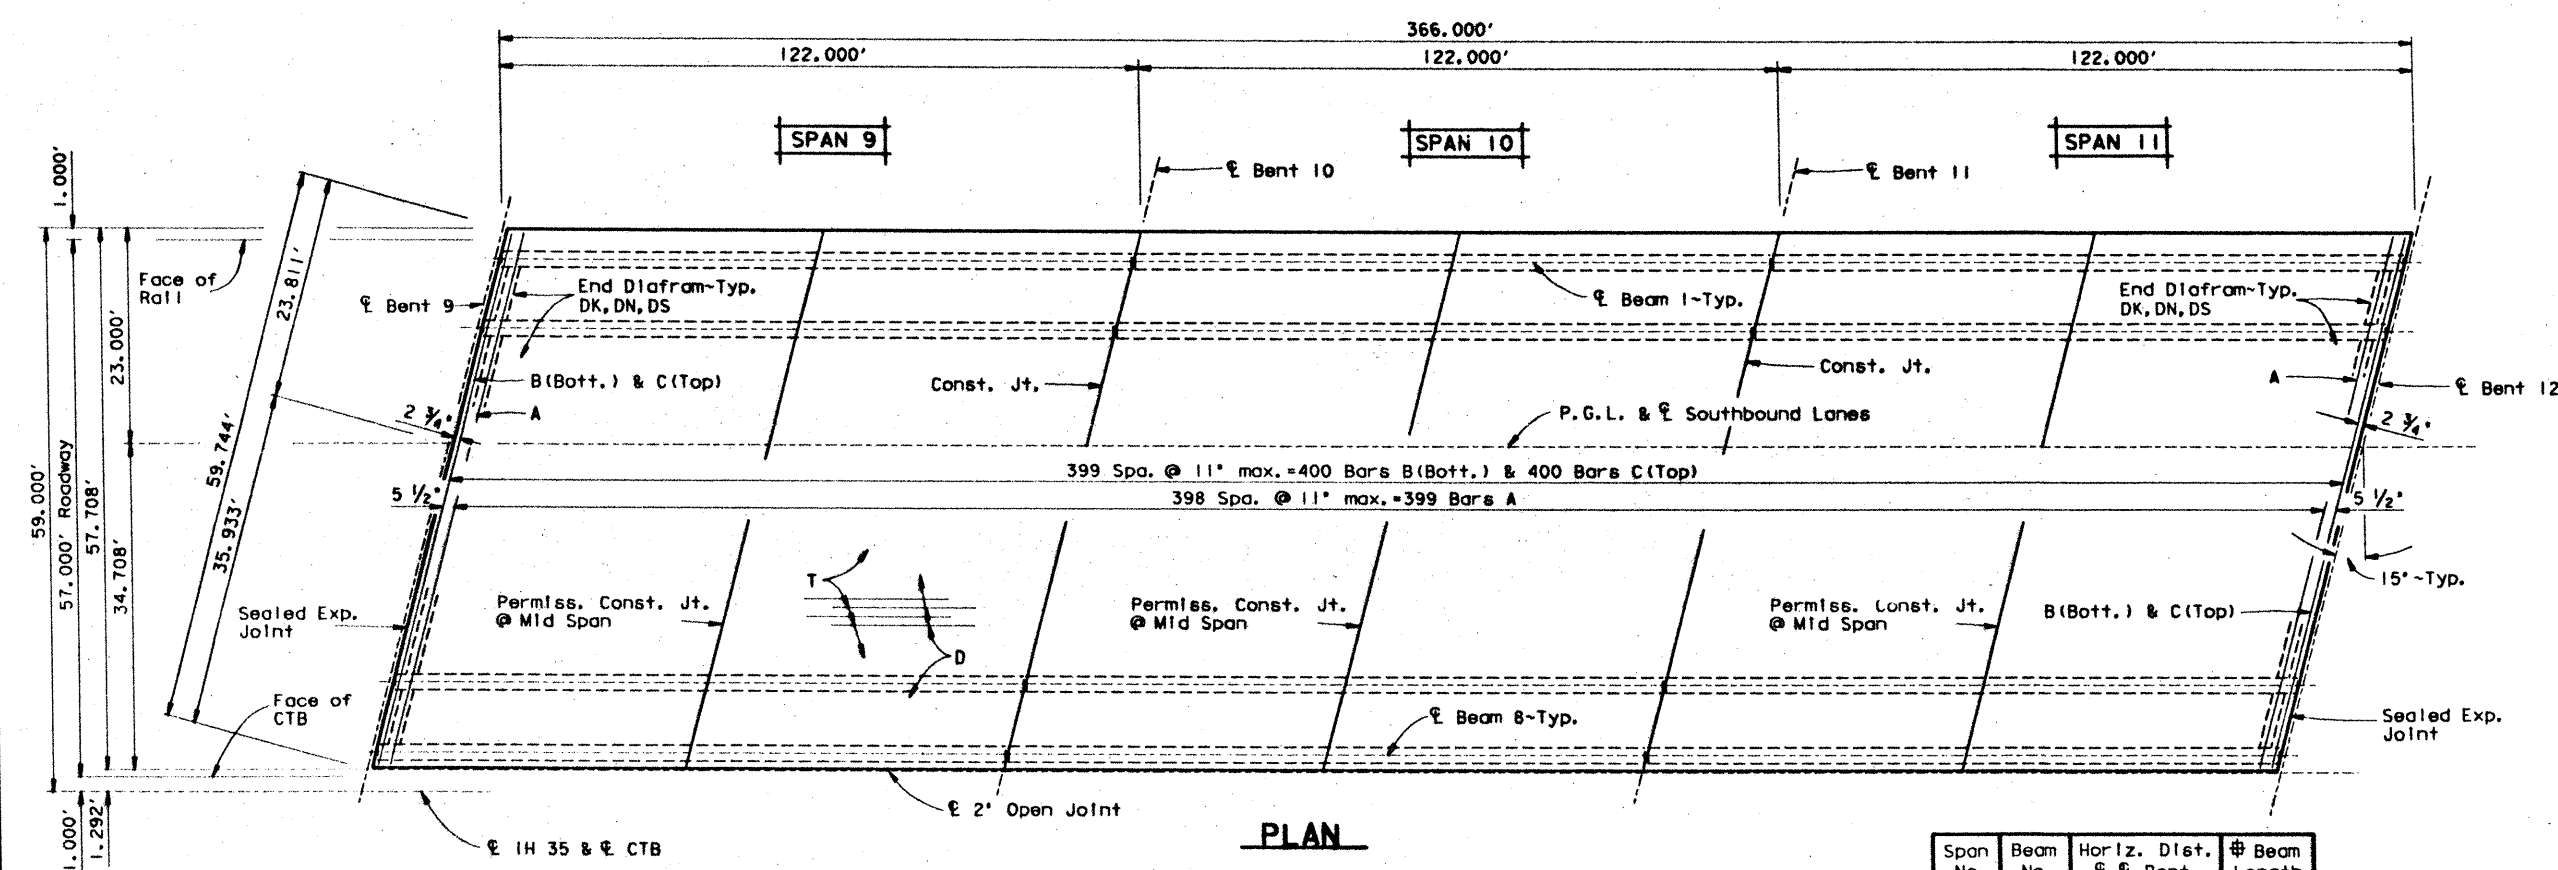 366.000'
122.000'
122.000'
122.000'
SPAN 9
SPAN 10
SPAN 11
℄ Bent 10
℄ Bent 11
1.000'
Face of
Rail
23.811'
℄ Bent 9
End Diafram~Typ.
DK, DN, DS
℄ Beam 1~Typ.
End Diafram~Typ.
DK, DN, DS
23.000'
B(Bott.) & C(Top)
A
Const. Jt.
Const. Jt.
A
℄ Bent 12
2 3/4"
P.G.L. & ℄ Southbound Lanes
2 3/4"
59.000'
57.000' Roadway
57.708'
59.744'
399 Spa. @ 11" max.=400 Bars B(Bott.) & 400 Bars C(Top)
5 1/2"
398 Spa. @ 11" max.=399 Bars A
5 1/2"
35.933'
34.708'
T
15°~Typ.
Sealed Exp.
Joint
Permiss. Const. Jt.
@ Mid Span
Permiss. Const. Jt.
@ Mid Span
Permiss. Const. Jt.
@ Mid Span
B(Bott.) & C(Top)
D
Face of
CTB
℄ Beam 8~Typ.
Sealed Exp.
Joint
℄ 2" Open Joint
1.000'
1.292'
℄ IH 35 & ℄ CTB
PLAN
Span
No
Beam
No
Horiz. Dist.
℄ ℄ Bent
# Beam
Length